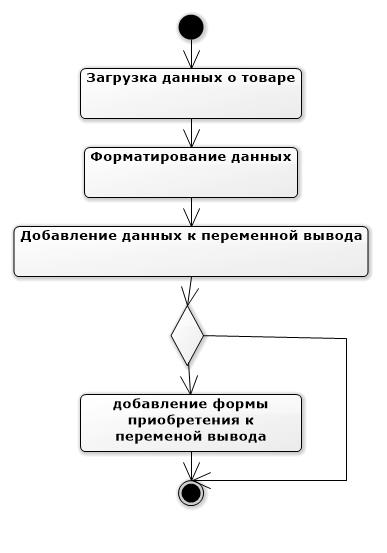 Загрузка данных о товаре
Форматирование данных
Добавление данных к переменной вывода
добавление формы
приобретения к
переменой вывода